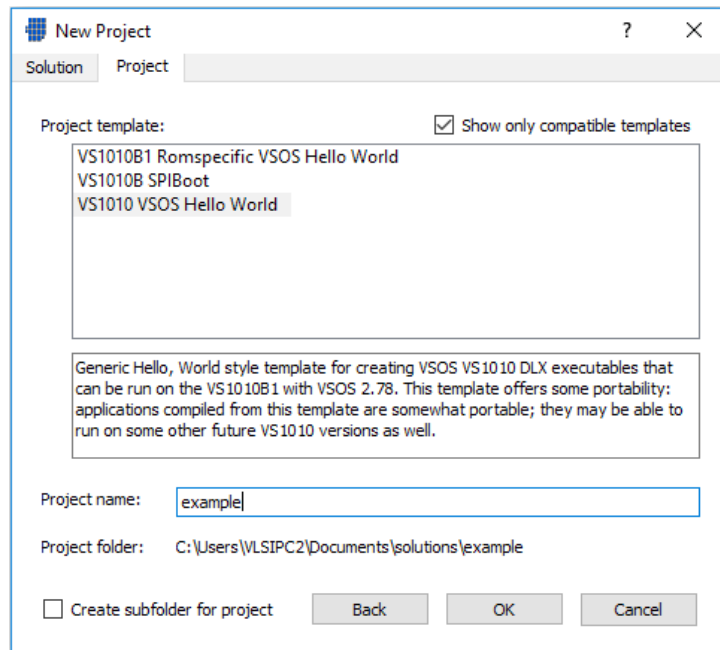 New Project
?
Solution
Project
Project template:
Show only compatible templates
VS1010B1 Romspecific VSOS Hello World
VS1010B SPIBoot
VS1010 VSOS Hello World
Generic Hello, World style template for creating VSOS VS1010 DLX executables that
can be run on the VS1010B1 with VSOS 2.78. This template offers some portability:
applications compiled from this template are somewhat portable; they may be able to
run on some other future VS1010 versions as well.
Project name:
example
Project folder:
C:\Users\VLSIPC2\Documents\solutions\example
Create subfolder for project
Back
OK
Cancel